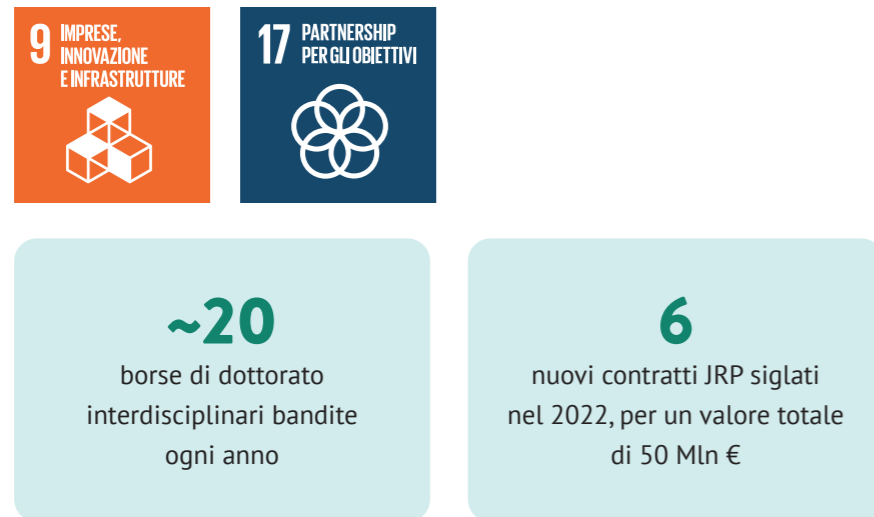 9 IMPRESE,
INNOVAZIONE
E INFRASTRUTTURE
17 PARTNERSHIP
PER GLI OBIETTIVI
~20
borse di dottorato
interdisciplinari bandite
ogni anno
6
nuovi contratti JRP siglati
nel 2022, per un valore totale
di 50 Mln €